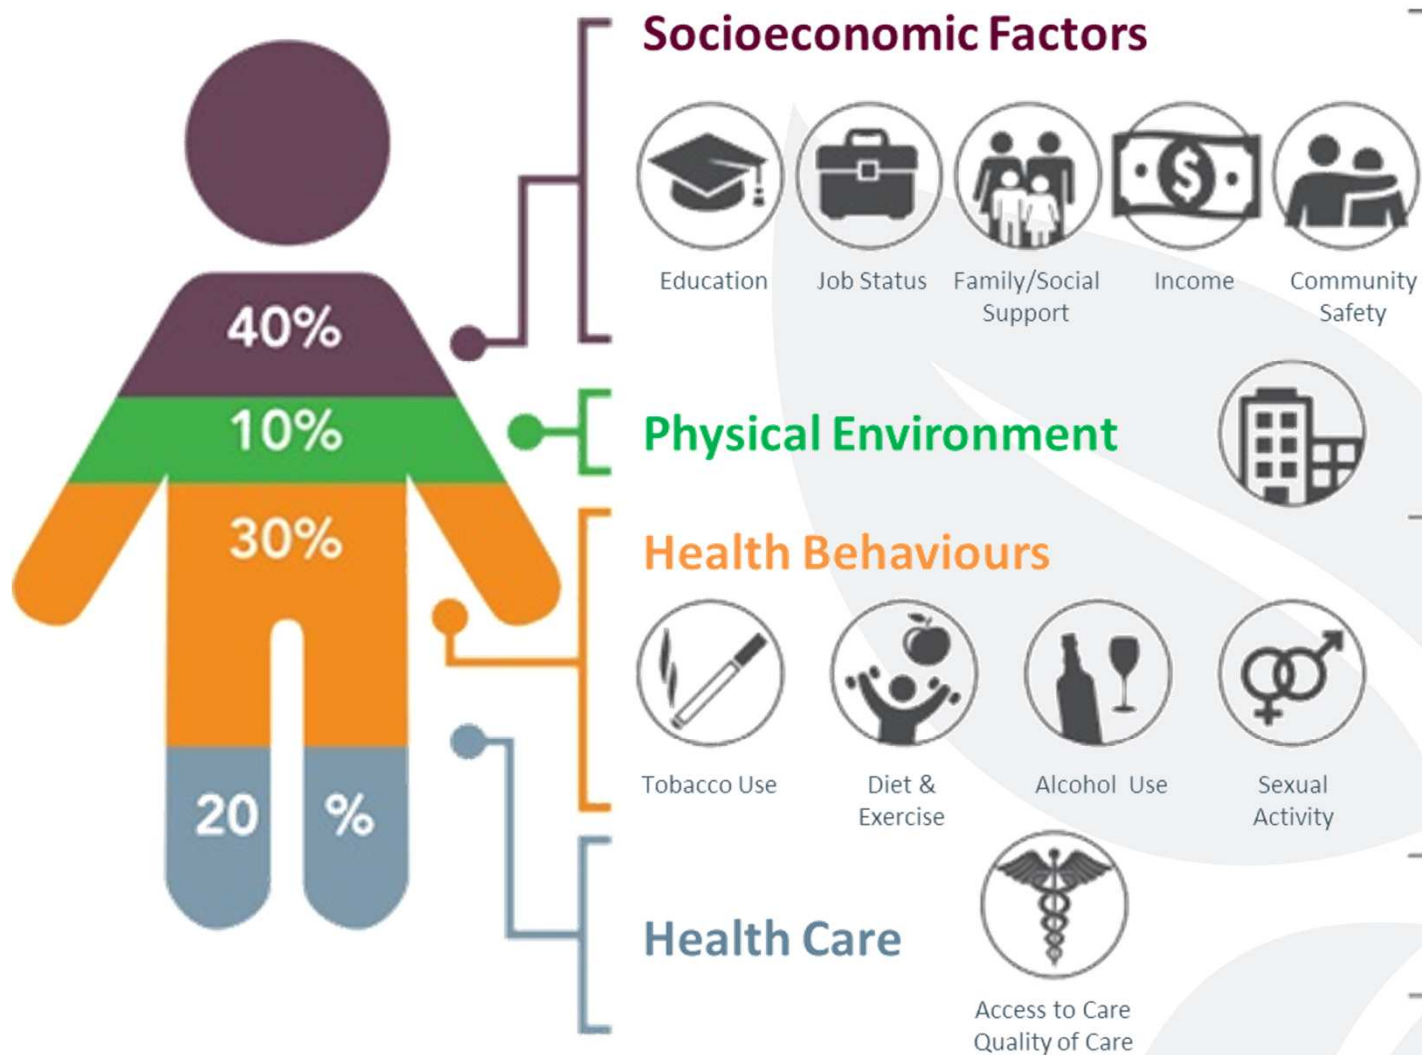 Socioeconomic Factors
Education
Job Status
Family/Social
Support
Income
Community
Safety
40%
10%
Physical Environment
30%
Health Behaviours
Tobacco Use
Diet &
Exercise
Alcohol Use
Sexual
Activity
20 %
Health Care
Access to Care
Quality of Care